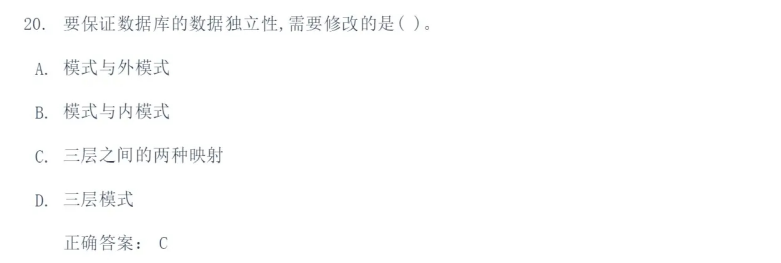 20. 要保证数据库的数据独立性,需要修改的是( )。
A. 模式与外模式
B. 模式与内模式
C. 三层之间的两种映射
D. 三层模式
正确答案： C